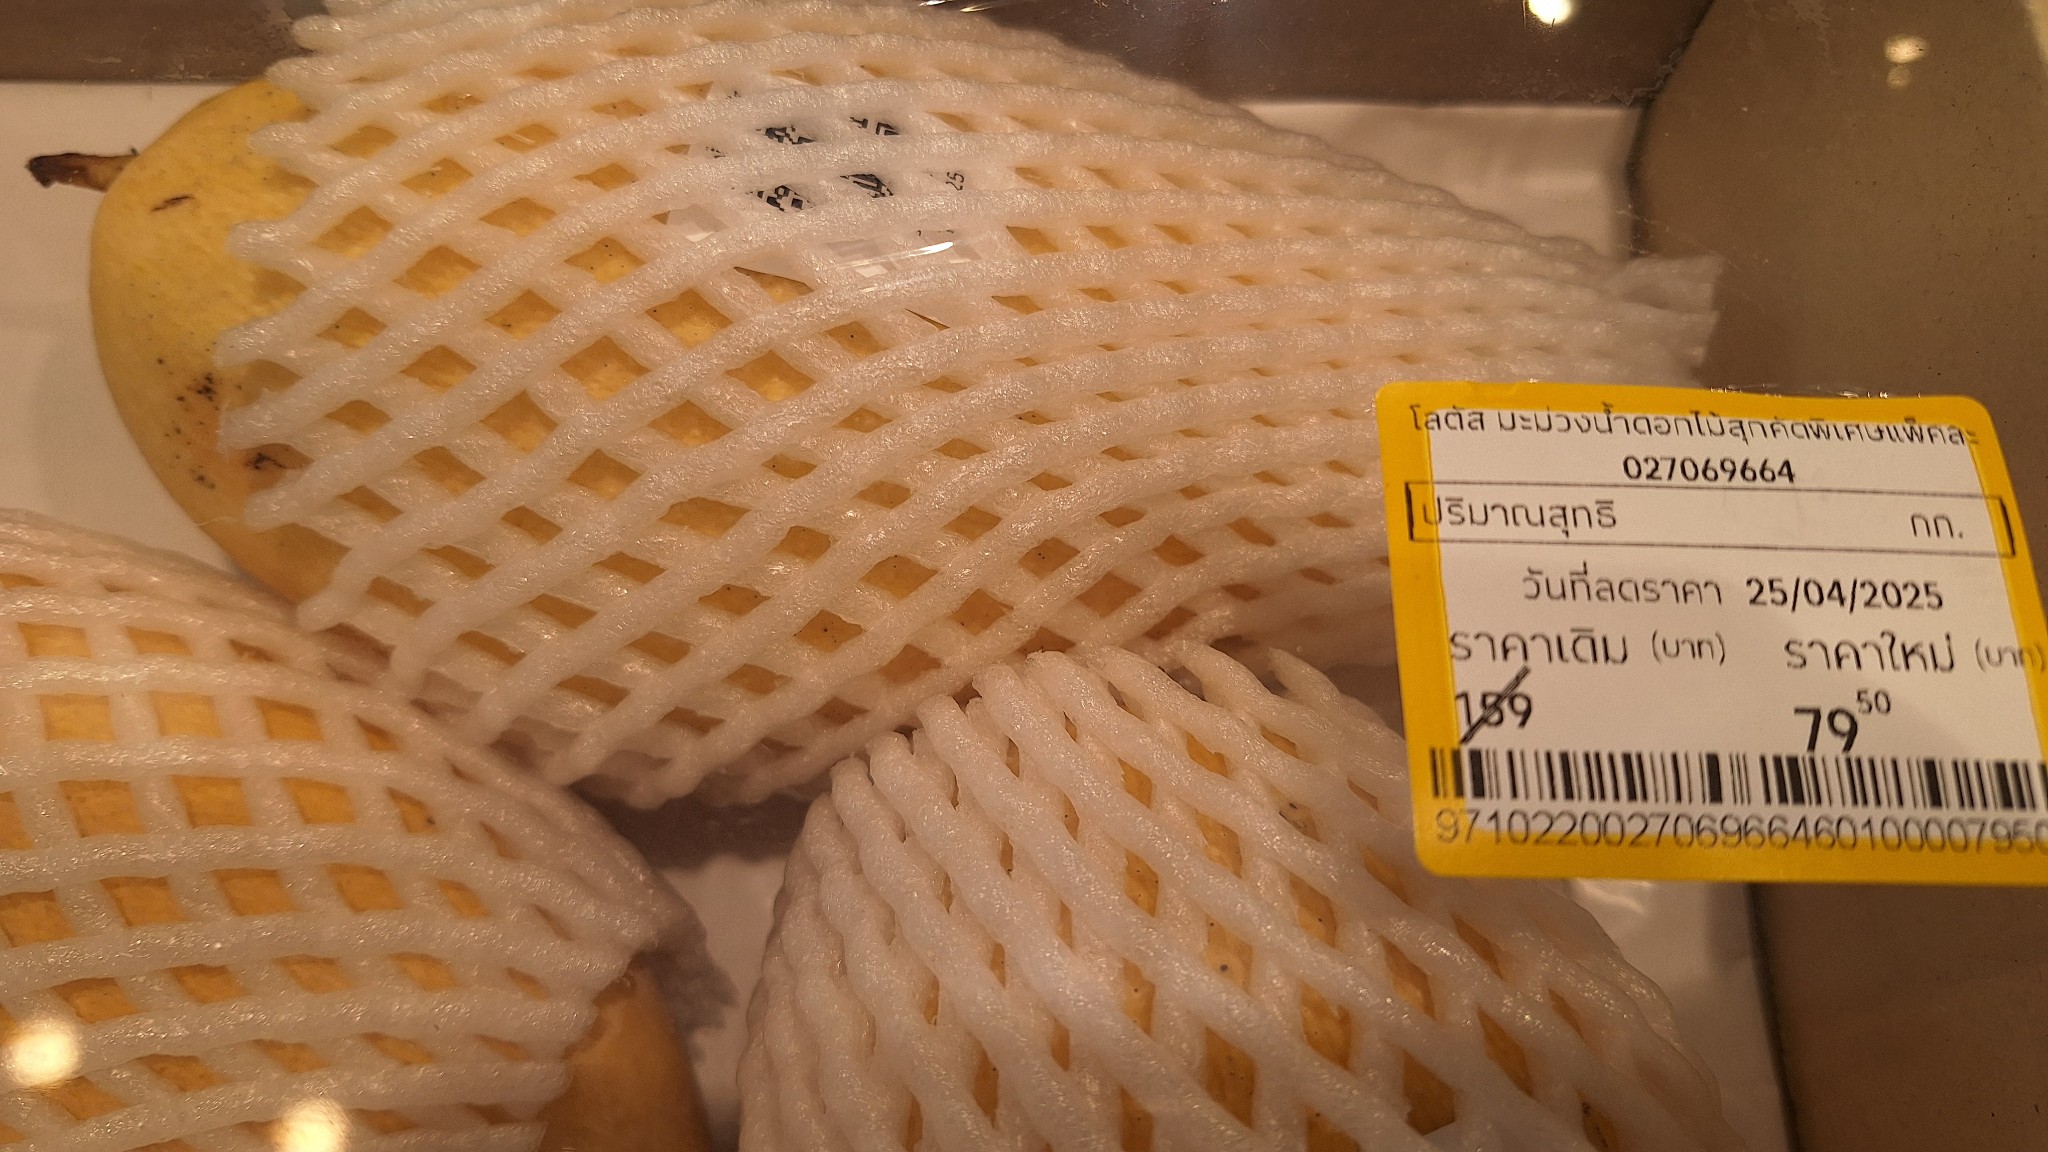 โลตัส มะม่วงน้ำดอกไม้สุกคัดพิเศษแพ็คละ
027069664
ปริมาณสุทธิ กก.
วันที่ลดราคา 25/04/2025
ราคาเดิม (บาท) ราคาใหม่ (บาท)
159 79 50
971022002706966460100007950
25